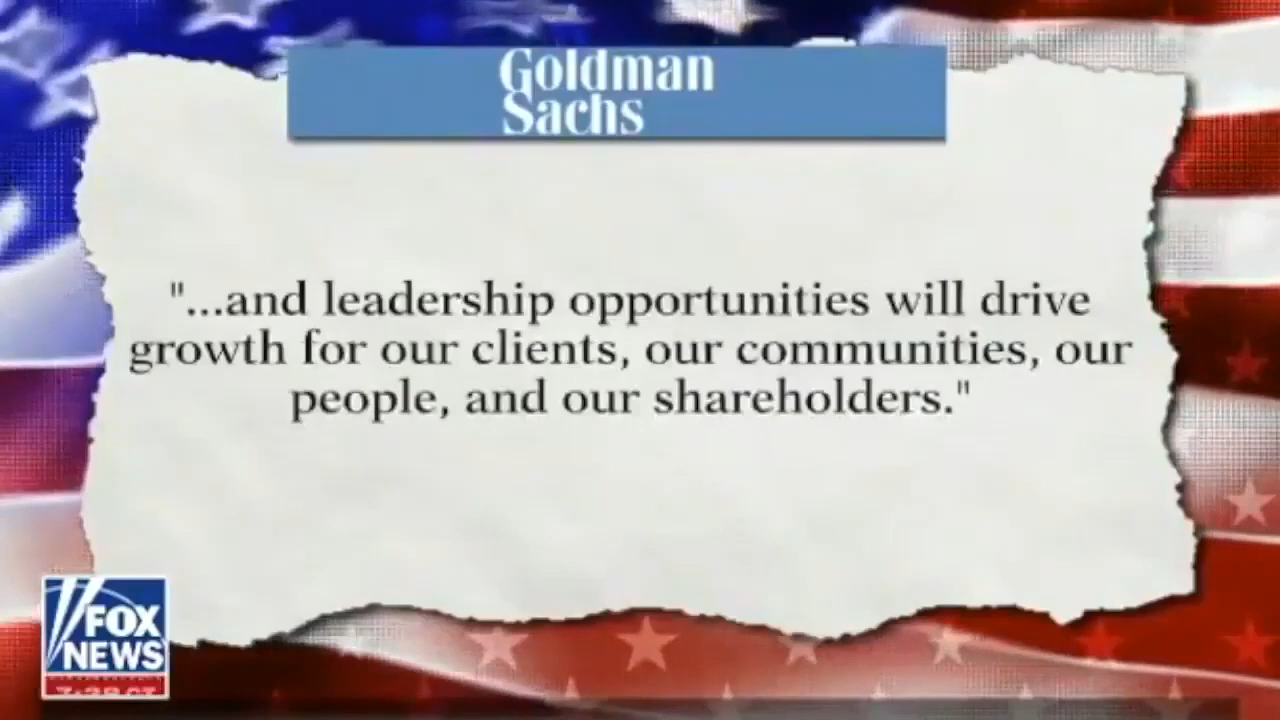 Goldman
Sachs
"...and leadership opportunities will drive
growth for our clients, our communities, our
people, and our shareholders."
FOX
NEWS